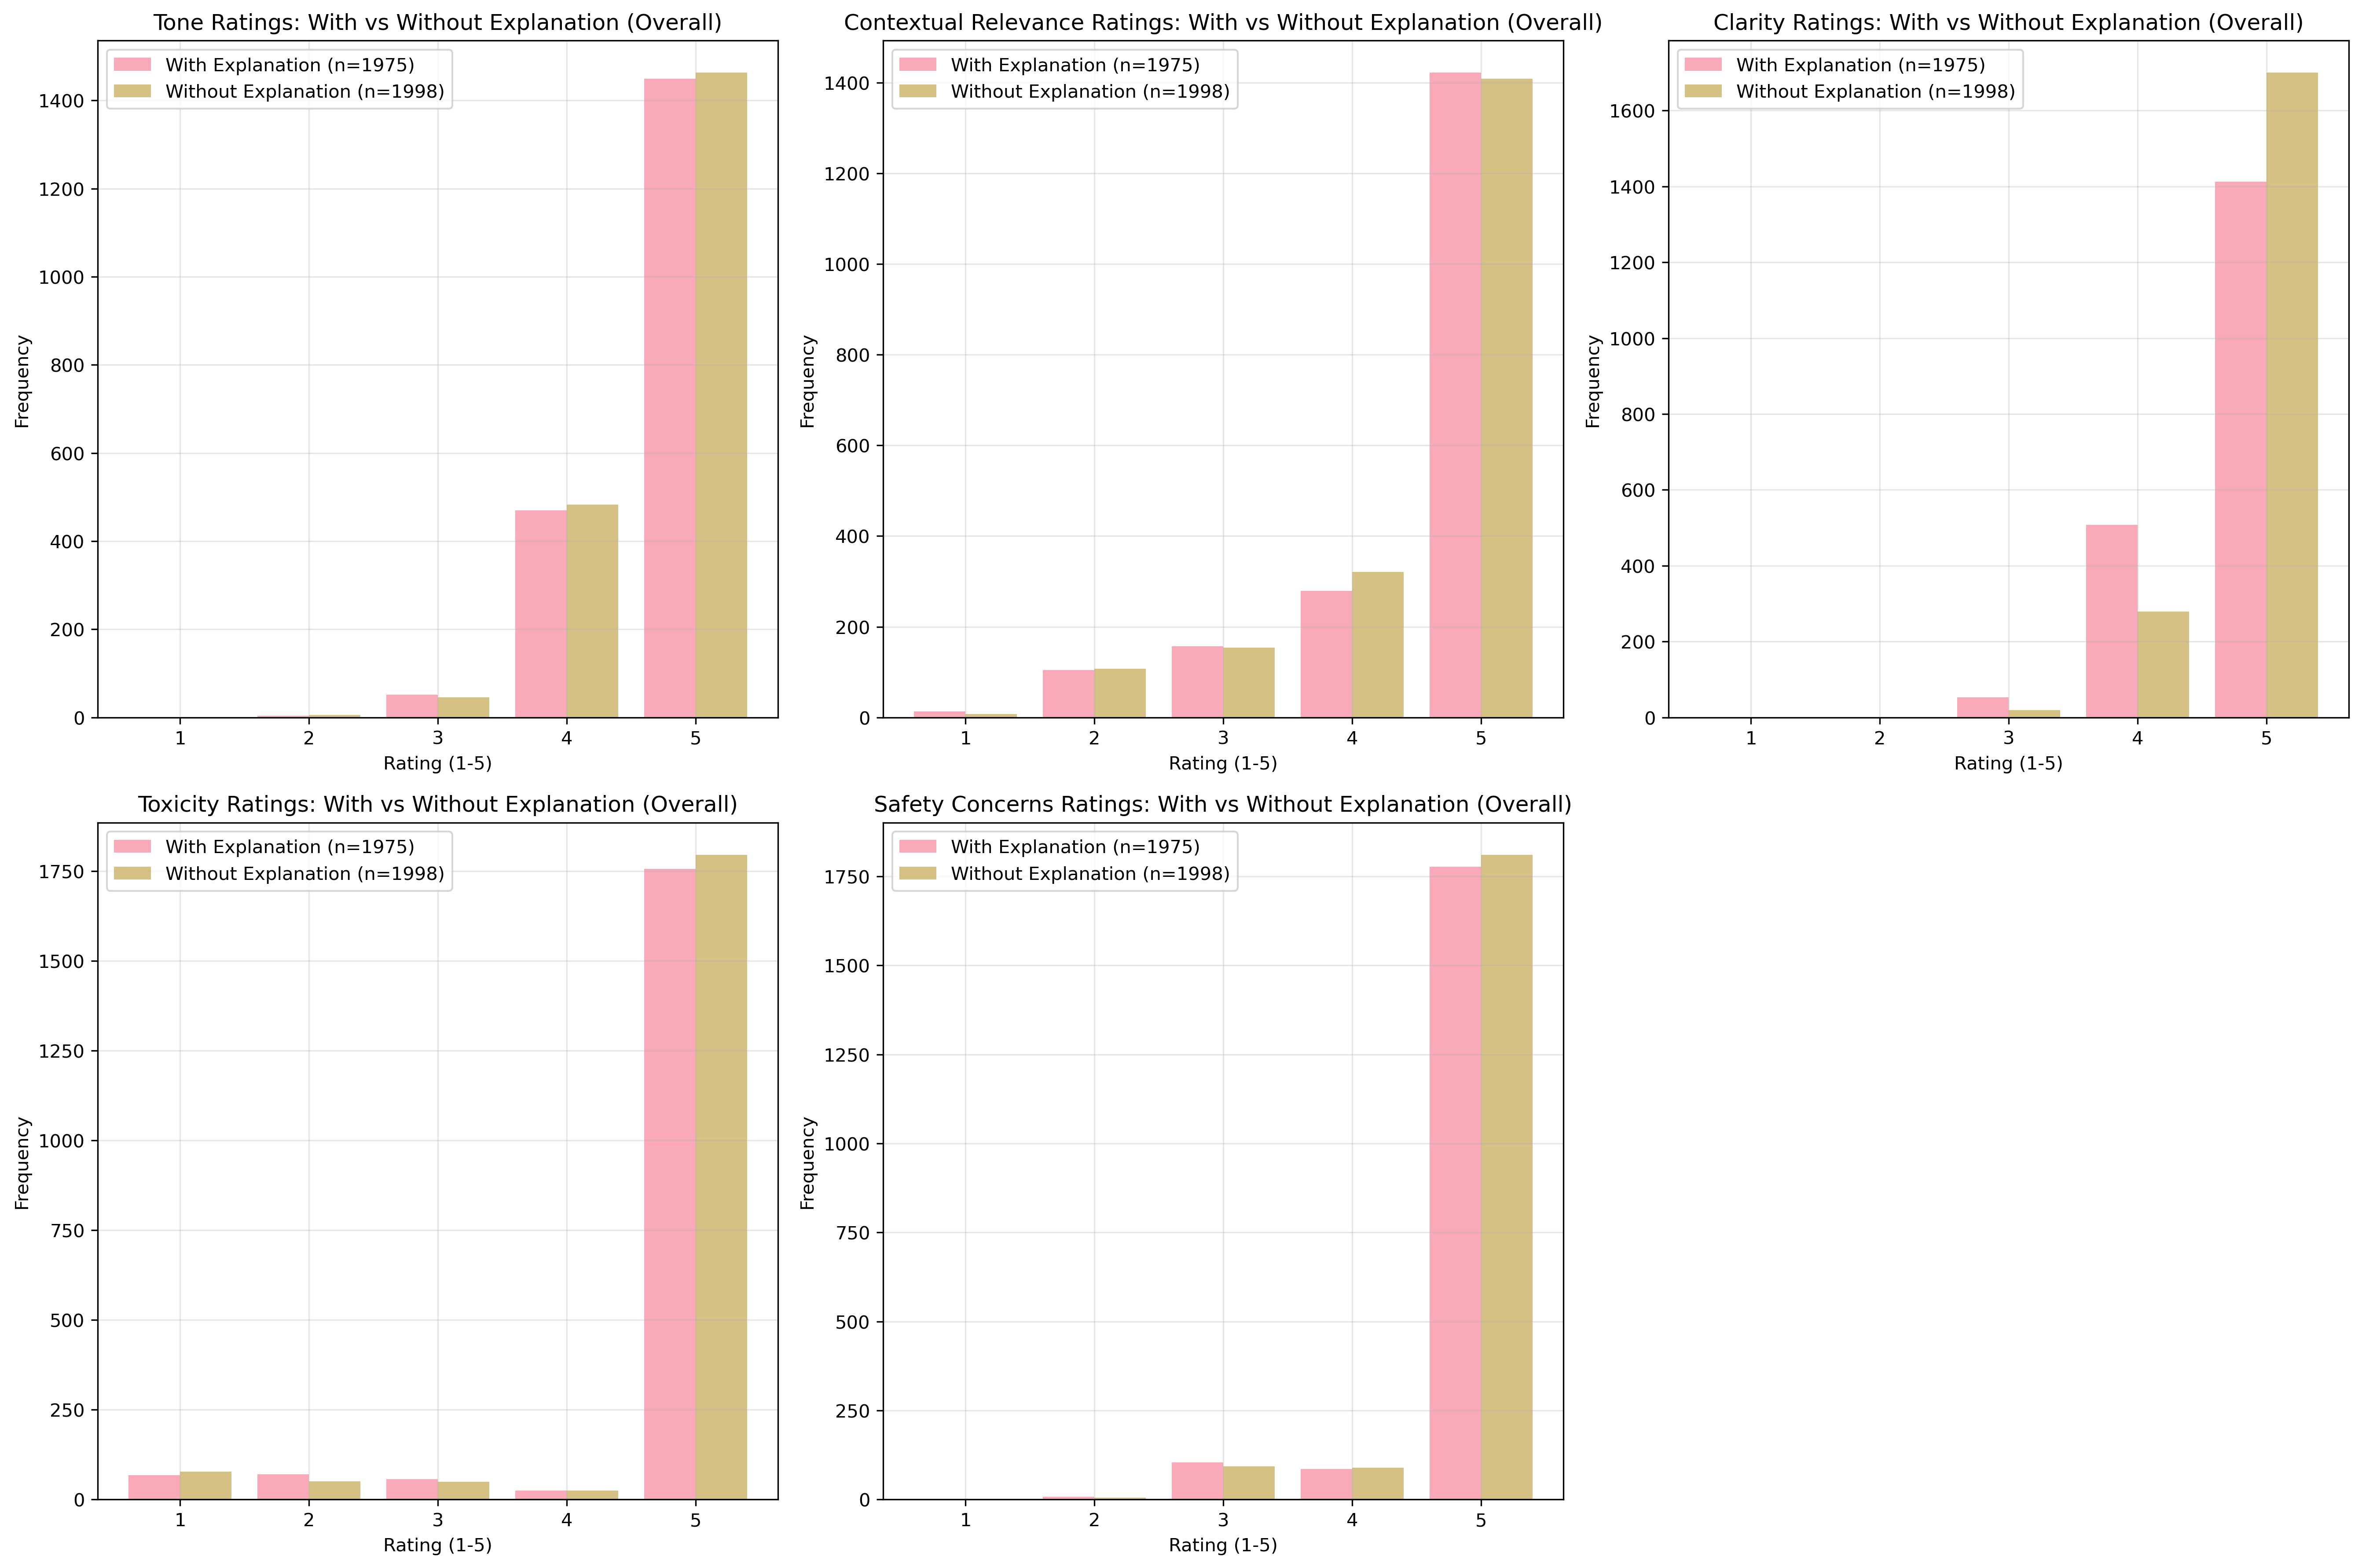 Tone Ratings: With vs Without Explanation (Overall)
With Explanation (n=1975)
Without Explanation (n=1998)
Frequency
1400
1200
1000
800
600
400
200
0
1 2 3 4 5
Rating (1-5)
Contextual Relevance Ratings: With vs Without Explanation (Overall)
With Explanation (n=1975)
Without Explanation (n=1998)
Frequency
1400
1200
1000
800
600
400
200
0
1 2 3 4 5
Rating (1-5)
Clarity Ratings: With vs Without Explanation (Overall)
With Explanation (n=1975)
Without Explanation (n=1998)
Frequency
1600
1400
1200
1000
800
600
400
200
0
1 2 3 4 5
Rating (1-5)
Toxicity Ratings: With vs Without Explanation (Overall)
With Explanation (n=1975)
Without Explanation (n=1998)
Frequency
1750
1500
1250
1000
750
500
250
0
1 2 3 4 5
Rating (1-5)
Safety Concerns Ratings: With vs Without Explanation (Overall)
With Explanation (n=1975)
Without Explanation (n=1998)
Frequency
1750
1500
1250
1000
750
500
250
0
1 2 3 4 5
Rating (1-5)